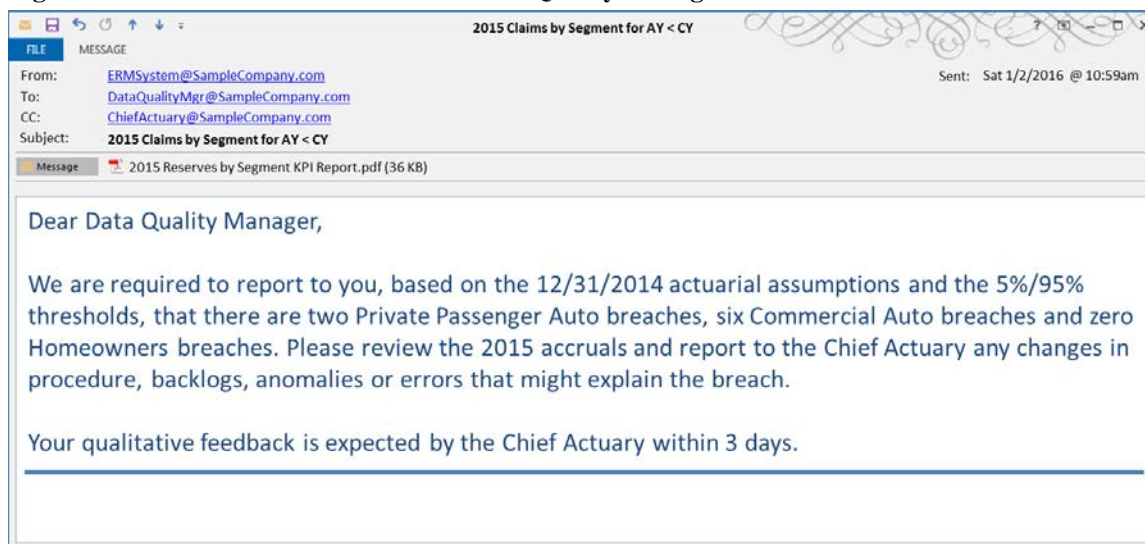 2015 Claims by Segment for AY < CY
FILE MESSAGE
From: ERMSystem@SampleCompany.com Sent: Sat 1/2/2016 @ 10:59am
To: DataQualityMgr@SampleCompany.com
CC: ChiefActuary@SampleCompany.com
Subject: 2015 Claims by Segment for AY < CY
Message 2015 Reserves by Segment KPI Report.pdf (36 KB)
Dear Data Quality Manager,
We are required to report to you, based on the 12/31/2014 actuarial assumptions and the 5%/95%
thresholds, that there are two Private Passenger Auto breaches, six Commercial Auto breaches and zero
Homeowners breaches. Please review the 2015 accruals and report to the Chief Actuary any changes in
procedure, backlogs, anomalies or errors that might explain the breach.
Your qualitative feedback is expected by the Chief Actuary within 3 days.